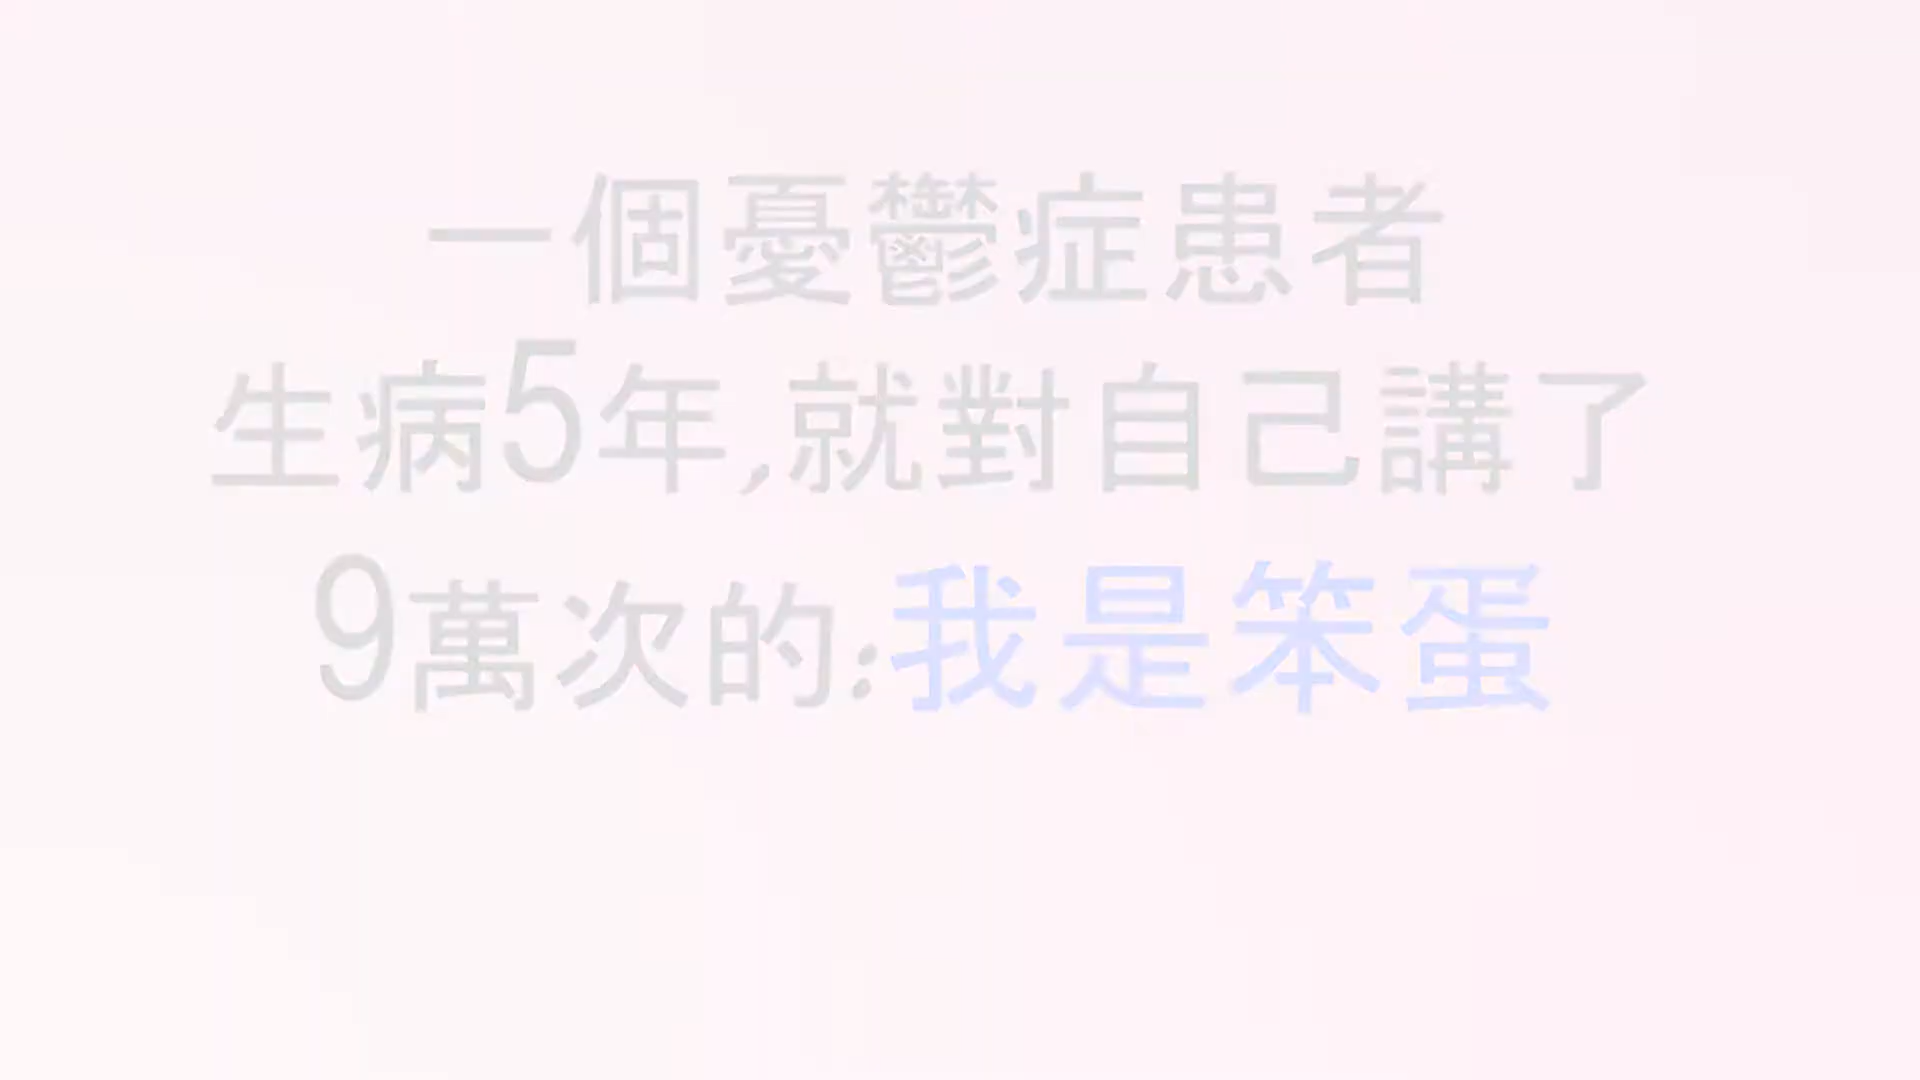 一個憂鬱症患者
生病5年,就對自己講了
9萬次的:我是笨蛋